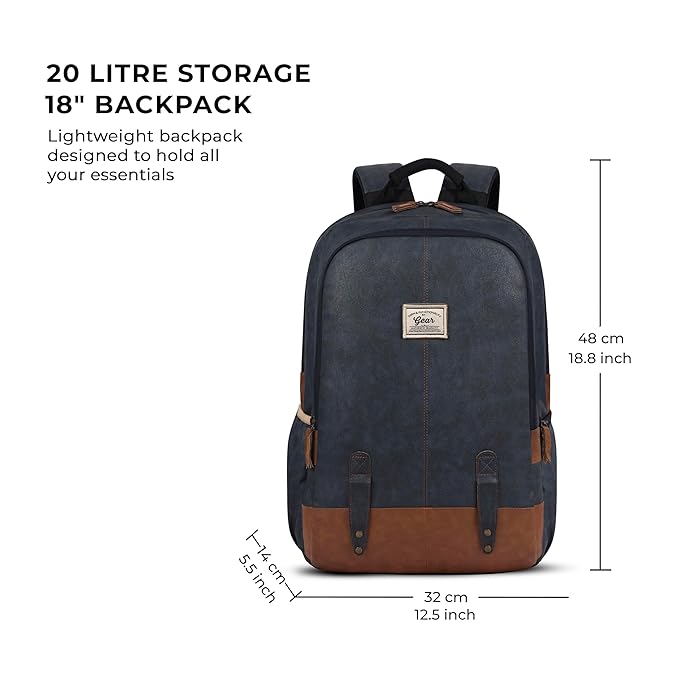 20 LITRE STORAGE
18" BACKPACK
Lightweight backpack
designed to hold all
your essentials
Gear
48 cm
18.8 inch
14 cm
5.5 inch
32 cm
12.5 inch